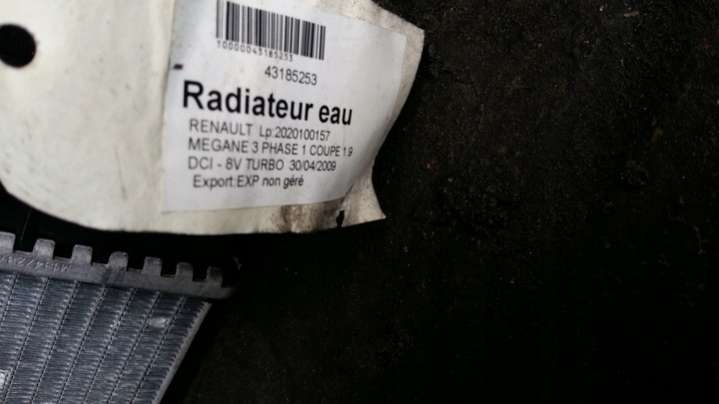 10000043185253
43185253
Radiateur eau
RENAULT Lp:2020100157
MEGANE 3 PHASE 1 COUPE 1.9
DCI - 8V TURBO 30/04/2009
Export:EXP non géré